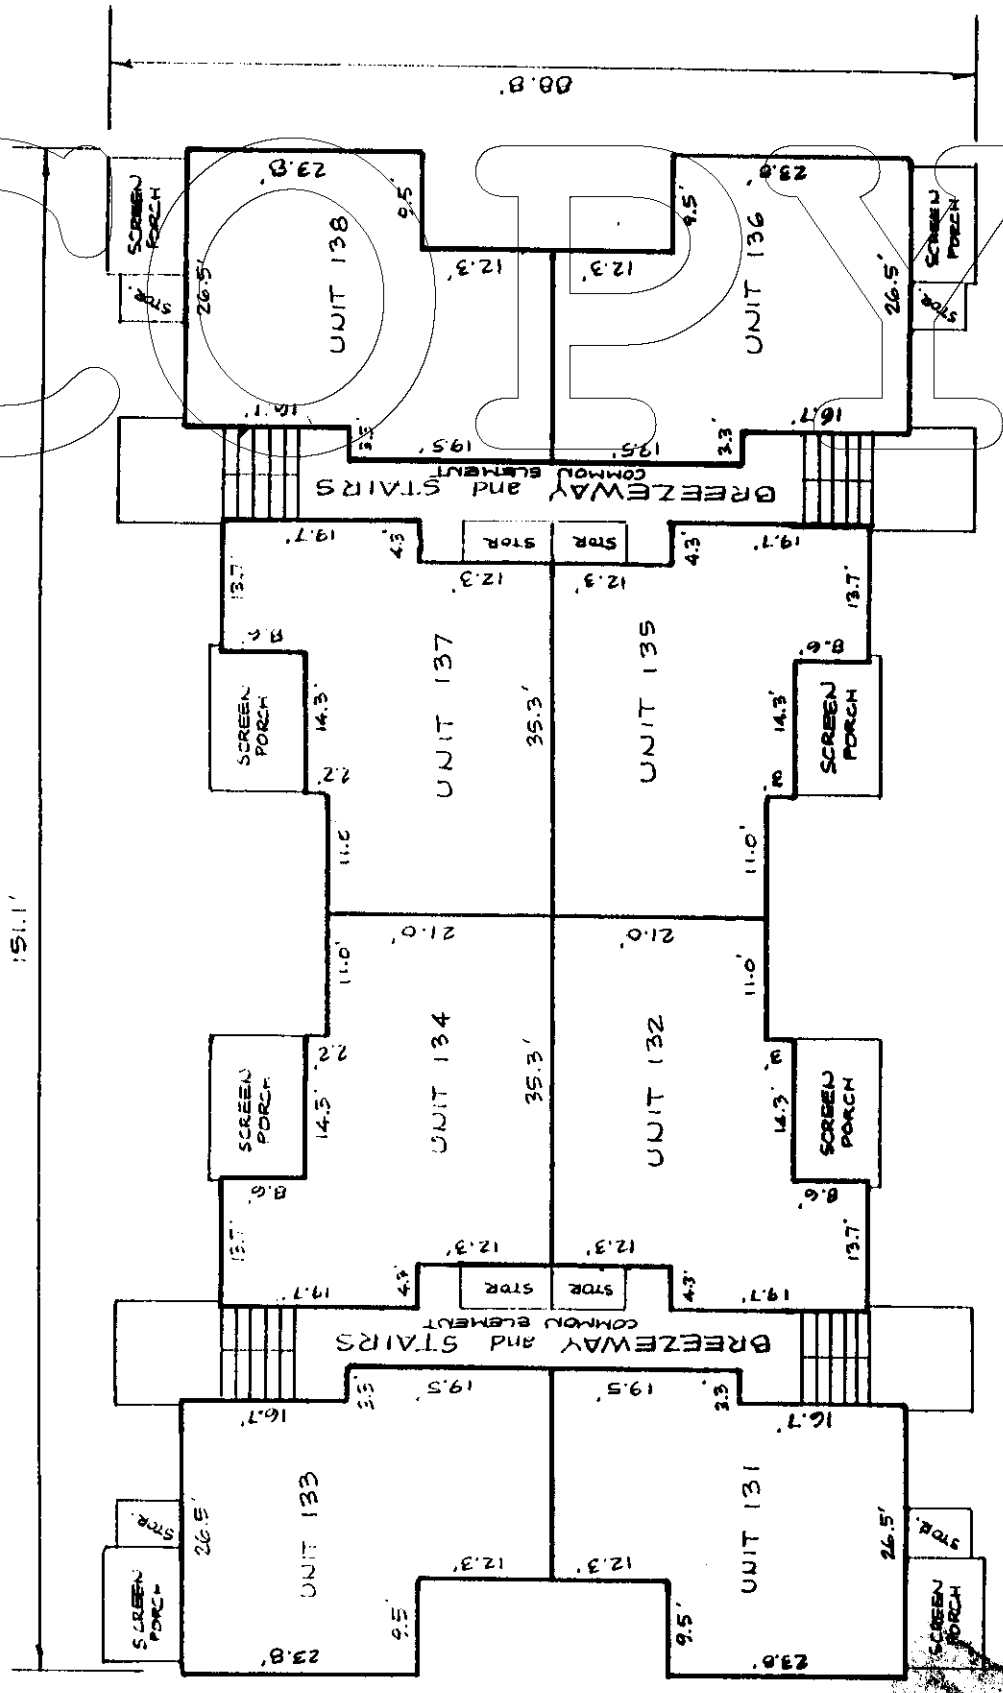 88.8'
151.1'
SCREEN
PORCH
STOR.
26.5'
23.8'
9.5'
UNIT 138
12.3'
16.7'
3.3'
19.5'
23.8'
9.5'
UNIT 136
12.3'
26.5'
SCREEN
PORCH
STOR.
16.7'
3.3'
19.5'
BREEZEWAY and STAIRS
COMMON ELEMENT
19.7'
4.3'
STOR
STOR
4.3'
19.7'
13.7'
12.3'
12.3'
13.7'
8.6'
8.6'
SCREEN
PORCH
14.3'
UNIT 137
35.3'
UNIT 135
14.3'
SCREEN
PORCH
2.2'
11.0'
11.0'
21.0'
21.0'
11.0'
11.0'
2.2'
SCREEN
PORCH
14.3'
UNIT 134
35.3'
UNIT 132
14.3'
SCREEN
PORCH
8.6'
8.6'
13.7'
12.3'
12.3'
13.7'
19.7'
4.3'
STOR
STOR
4.3'
19.7'
BREEZEWAY and STAIRS
COMMON ELEMENT
16.7'
3.3'
19.5'
19.5'
3.3'
16.7'
STOR.
26.5'
UNIT 133
UNIT 131
26.5'
STOR.
SCREEN
PORCH
12.3'
12.3'
9.5'
9.5'
23.8'
23.8'
SCREEN
PORCH
COPY